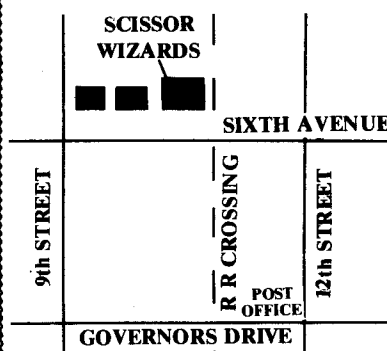 SCISSOR
WIZARDS
SIXTH AVENUE
9th STREET
R R CROSSING
12th STREET
POST
OFFICE
GOVERNORS DRIVE